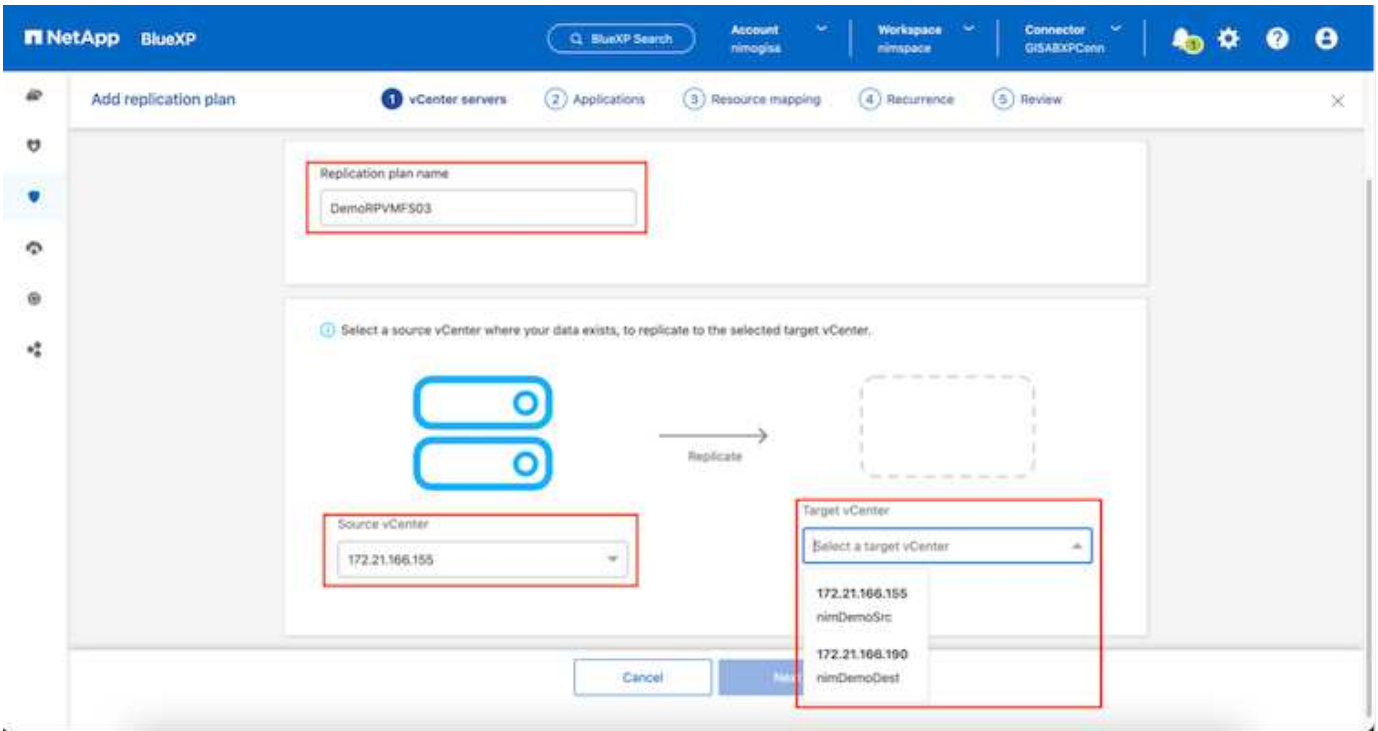 NetApp BlueXP
BlueXP Search
Account
nimogisa
Workspace
nimspace
Connector
GISABXPConn
Add replication plan
1 vCenter servers
2 Applications
3 Resource mapping
4 Recurrence
5 Review
Replication plan name
DemoRPVMFS03
Select a source vCenter where your data exists, to replicate to the selected target vCenter.
Replicate
Source vCenter
172.21.166.155
Target vCenter
Select a target vCenter
172.21.166.155
nimDemoSrc
172.21.166.190
nimDemoDest
Cancel